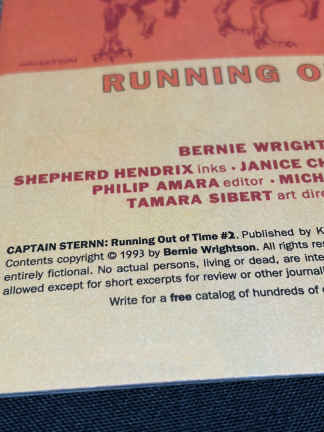 WRIGHTSON
RUNNING O
BERNIE WRIGHT
SHEPHERD HENDRIX inks • JANICE CH
PHILIP AMARA editor • MICH
TAMARA SIBERT art dire
CAPTAIN STERNN: Running Out of Time #2. Published by K
Contents copyright © 1993 by Bernie Wrightson. All rights res
entirely fictional. No actual persons, living or dead, are inte
allowed except for short excerpts for review or other journali
Write for a free catalog of hundreds of